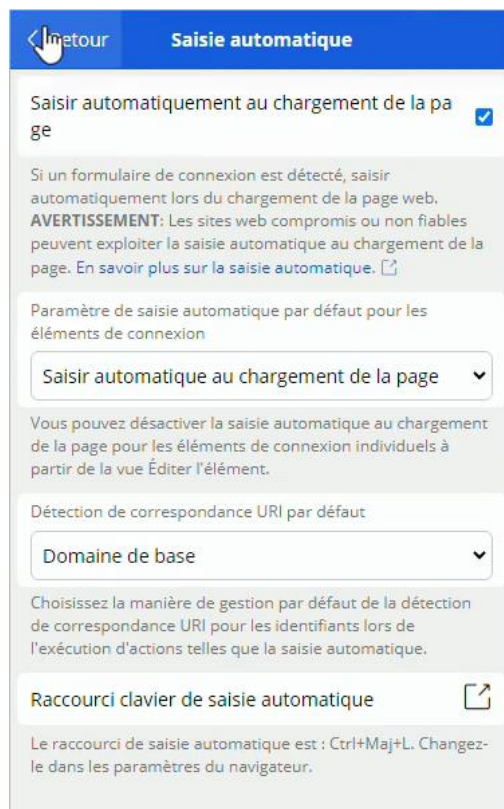 Retour
Saisie automatique
Saisir automatiquement au chargement de la pa
ge
Si un formulaire de connexion est détecté, saisir
automatiquement lors du chargement de la page web.
AVERTISSEMENT: Les sites web compromis ou non fiables
peuvent exploiter la saisie automatique au chargement de la
page. En savoir plus sur la saisie automatique.
Paramètre de saisie automatique par défaut pour les
éléments de connexion
Saisir automatique au chargement de la page
Vous pouvez désactiver la saisie automatique au chargement
de la page pour les éléments de connexion individuels à
partir de la vue Éditer l'élément.
Détection de correspondance URI par défaut
Domaine de base
Choisissez la manière de gestion par défaut de la détection
de correspondance URI pour les identifiants lors de
l'exécution d'actions telles que la saisie automatique.
Raccourci clavier de saisie automatique
Le raccourci de saisie automatique est : Ctrl+Maj+L. Changez-
le dans les paramètres du navigateur.